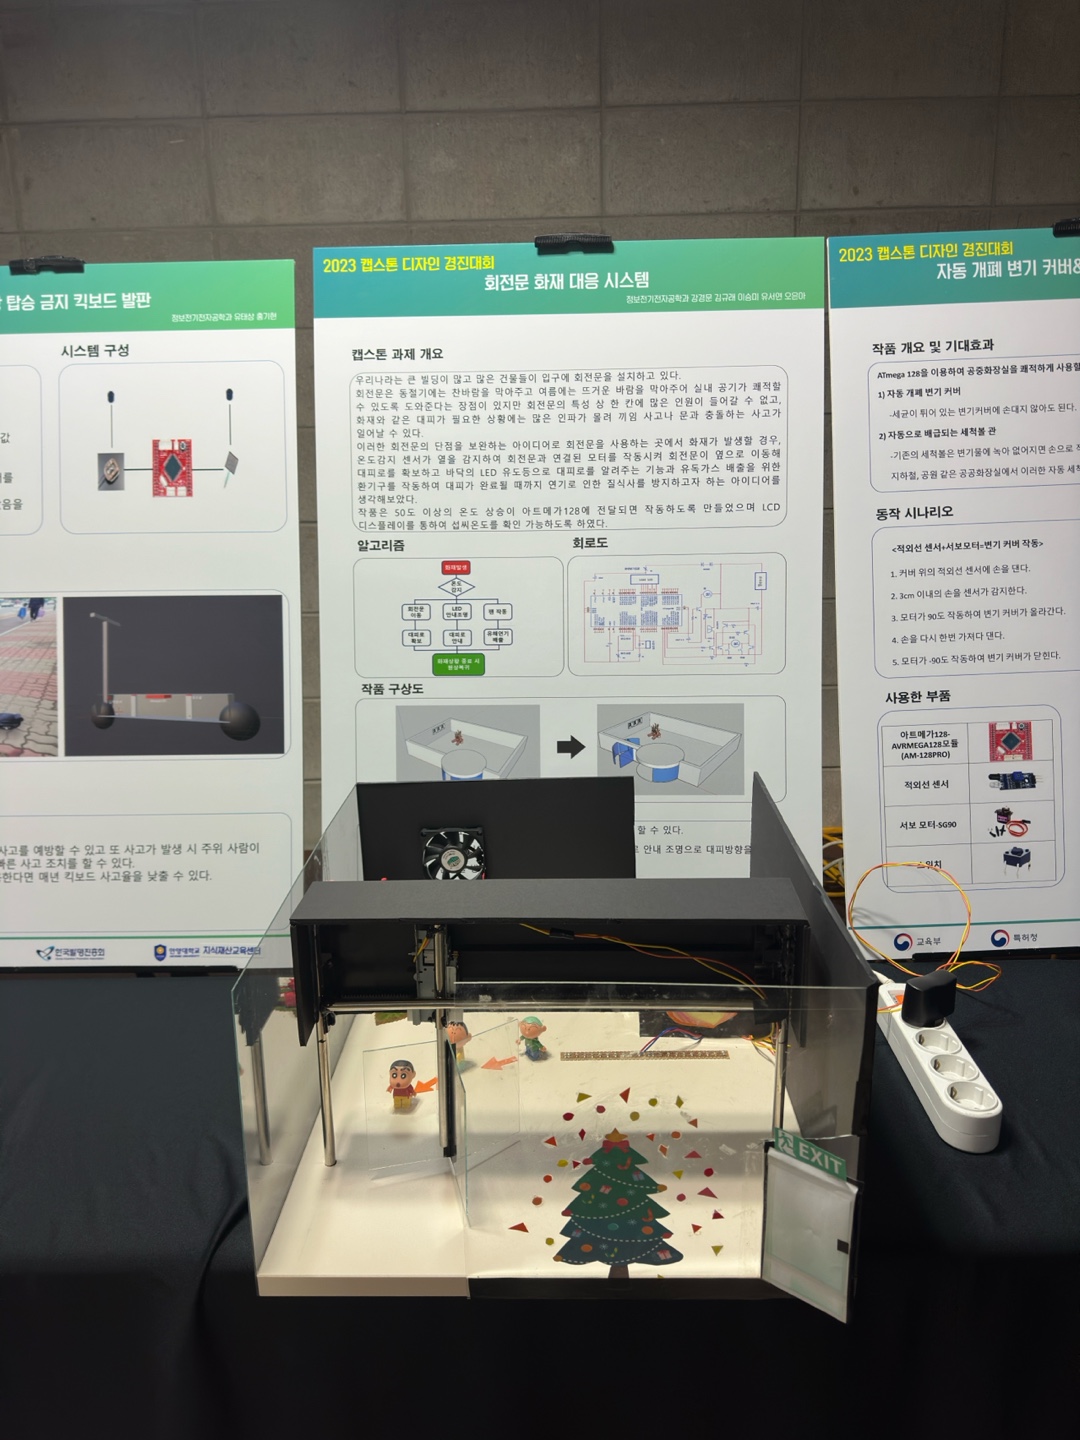 탑승 금지 킥보드 발판
정보전기전자공학과 유태상 홍기현
시스템 구성
값
를
음을
사고를 예방할 수 있고 또 사고가 발생 시 주위 사람이
빠른 사고 조치를 할 수 있다.
한다면 매년 킥보드 사고율을 낮출 수 있다.
한국발명진흥회
안양대학교 지식재산교육센터
2023 캡스톤 디자인 경진대회
회전문 화재 대응 시스템
정보전기전자공학과 강경문 김규래 이승미 유서연 오은아
캡스톤 과제 개요
우리나라는 큰 빌딩이 많고 많은 건물들이 입구에 회전문을 설치하고 있다.
회전문은 동절기에는 찬바람을 막아주고 여름에는 뜨거운 바람을 막아주어 실내 공기가 쾌적할
수 있도록 도와준다는 장점이 있지만 회전문의 특성 상 한 칸에 많은 인원이 들어갈 수 없고,
화재와 같은 대피가 필요한 상황에는 많은 인파가 몰려 끼임 사고나 문과 충돌하는 사고가
일어날 수 있다.
이러한 회전문의 단점을 보완하는 아이디어로 회전문을 사용하는 곳에서 화재가 발생할 경우,
온도감지 센서가 열을 감지하여 회전문과 연결된 모터를 작동시켜 회전문이 옆으로 이동해
대피로를 확보하고 바닥의 LED 유도등으로 대피로를 알려주는 기능과 유독가스 배출을 위한
환기구를 작동하여 대피가 완료될 때까지 연기로 인한 질식사를 방지하고자 하는 아이디어를
생각해보았다.
작품은 50도 이상의 온도 상승이 아트메가128에 전달되면 작동하도록 만들었으며 LCD
디스플레이를 통하여 섭씨온도를 확인 가능하도록 하였다.
알고리즘
회로도
화재발생
온도
감지
회전문
이동
LED
안내조명
팬 작동
대피로
확보
대피로
안내
유해연기
배출
화재상황 종료 시
원상복귀
작품 구상도
할 수 있다.
안내 조명으로 대피방향을
EXIT
2023 캡스톤 디자인 경진대회
자동 개폐 변기 커버&
작품 개요 및 기대효과
ATmega 128을 이용하여 공중화장실을 쾌적하게 사용할
1) 자동 개폐 변기 커버
-세균이 튀어 있는 변기커버에 손대지 않아도 된다.
2) 자동으로 배급되는 세척볼 관
-기존의 세척볼은 변기물에 녹아 없어지면 손으로
지하철, 공원 같은 공공화장실에서 이러한 자동 세척
동작 시나리오
<적외선 센서+서보모터=변기 커버 작동>
1. 커버 위의 적외선 센서에 손을 댄다.
2. 3cm 이내의 손을 센서가 감지한다.
3. 모터가 90도 작동하여 변기 커버가 올라간다.
4. 손을 다시 한번 가져다 댄다.
5. 모터가 -90도 작동하여 변기 커버가 닫힌다.
사용한 부품
아트메가128-
AVRMEGA128모듈
(AM-128PRO)
적외선 센서
서보 모터-SG90
스위치
교육부
특허청